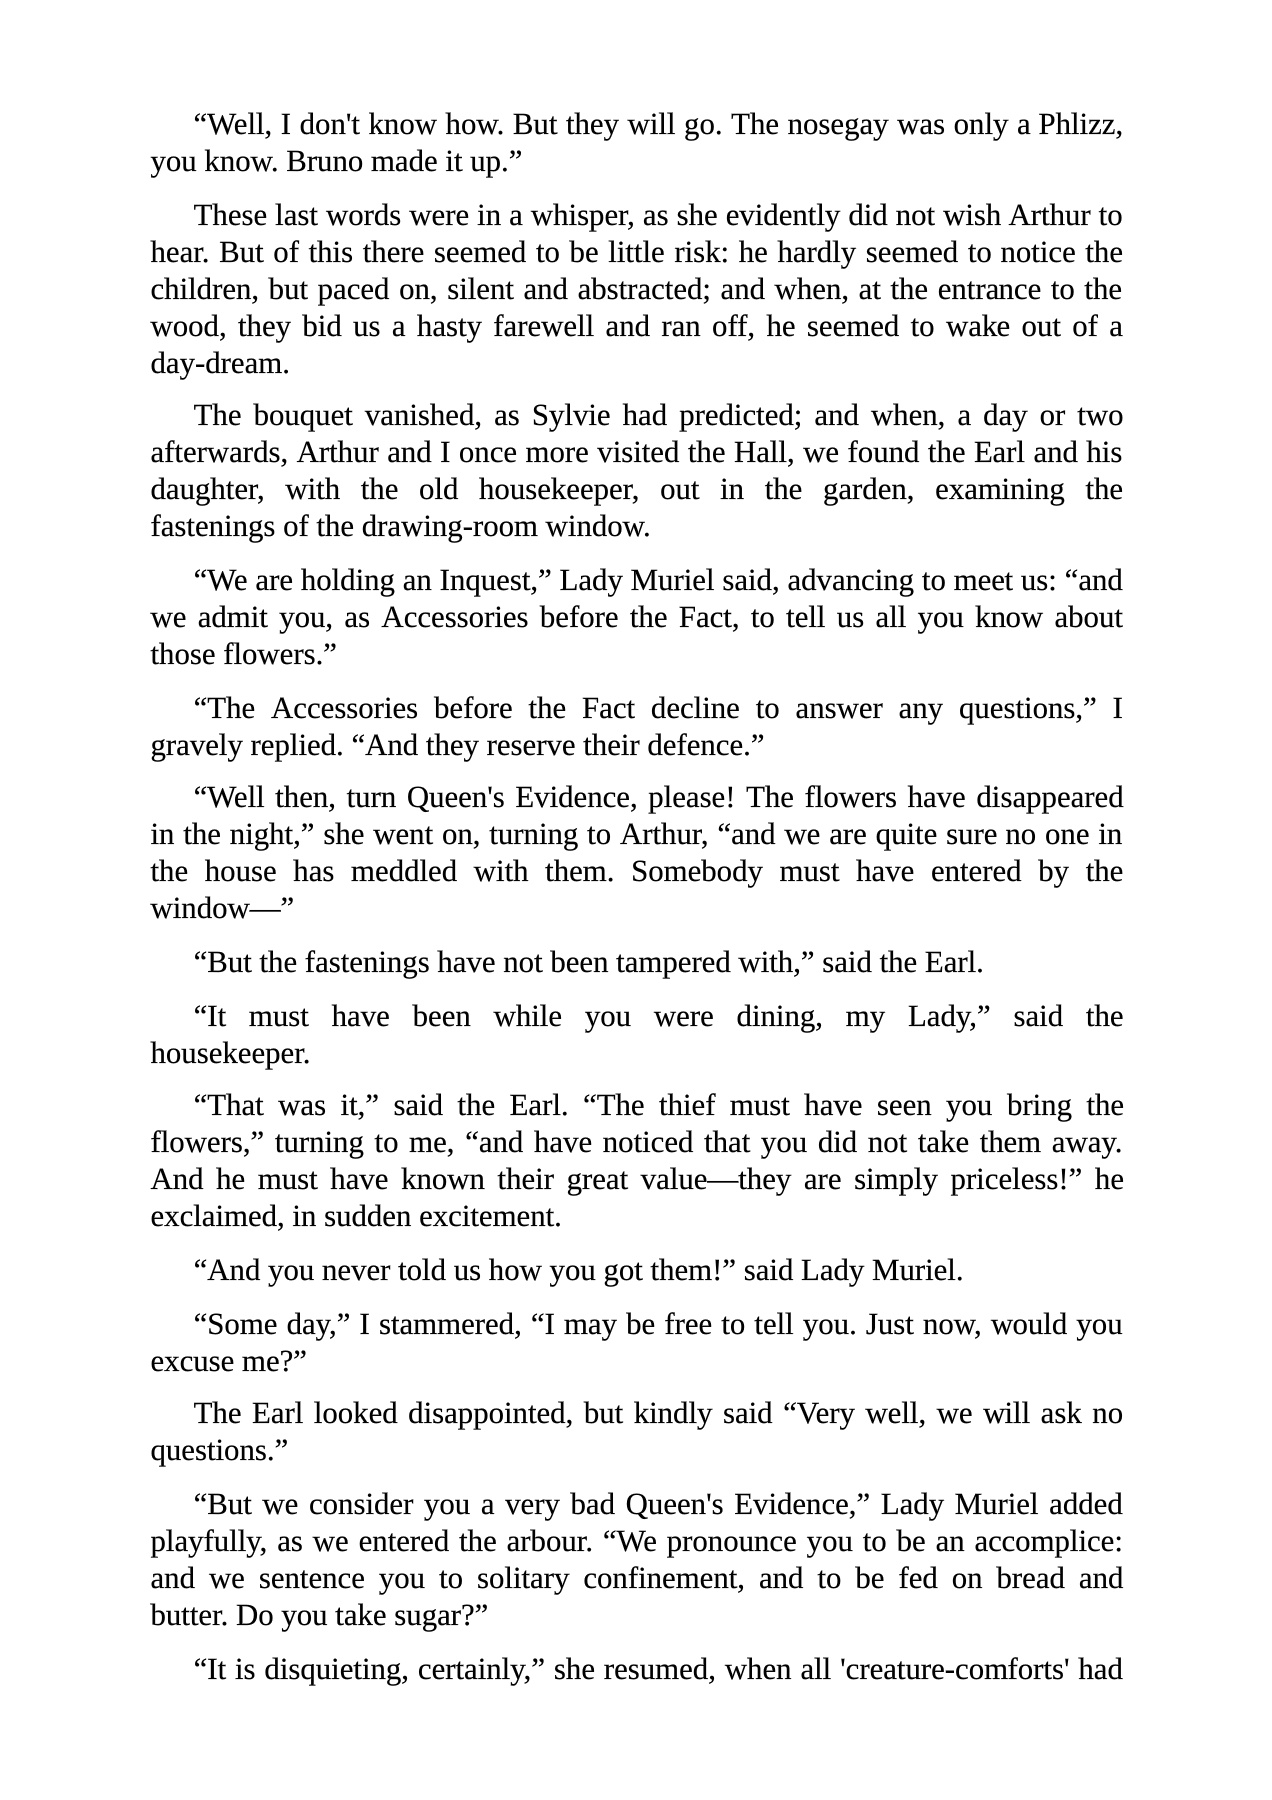 “Well, I don't know how. But they will go. The nosegay was only a Phlizz,
you know. Bruno made it up.”
These last words were in a whisper, as she evidently did not wish Arthur to
hear. But of this there seemed to be little risk: he hardly seemed to notice the
children, but paced on, silent and abstracted; and when, at the entrance to the
wood, they bid us a hasty farewell and ran off, he seemed to wake out of a
day-dream.
The bouquet vanished, as Sylvie had predicted; and when, a day or two
afterwards, Arthur and I once more visited the Hall, we found the Earl and his
daughter, with the old housekeeper, out in the garden, examining the
fastenings of the drawing-room window.
“We are holding an Inquest,” Lady Muriel said, advancing to meet us: “and
we admit you, as Accessories before the Fact, to tell us all you know about
those flowers.”
“The Accessories before the Fact decline to answer any questions,” I
gravely replied. “And they reserve their defence.”
“Well then, turn Queen's Evidence, please! The flowers have disappeared
in the night,” she went on, turning to Arthur, “and we are quite sure no one in
the house has meddled with them. Somebody must have entered by the
window—”
“But the fastenings have not been tampered with,” said the Earl.
“It must have been while you were dining, my Lady,” said the
housekeeper.
“That was it,” said the Earl. “The thief must have seen you bring the
flowers,” turning to me, “and have noticed that you did not take them away.
And he must have known their great value—they are simply priceless!” he
exclaimed, in sudden excitement.
“And you never told us how you got them!” said Lady Muriel.
“Some day,” I stammered, “I may be free to tell you. Just now, would you
excuse me?”
The Earl looked disappointed, but kindly said “Very well, we will ask no
questions.”
“But we consider you a very bad Queen's Evidence,” Lady Muriel added
playfully, as we entered the arbour. “We pronounce you to be an accomplice:
and we sentence you to solitary confinement, and to be fed on bread and
butter. Do you take sugar?”
“It is disquieting, certainly,” she resumed, when all 'creature-comforts' had